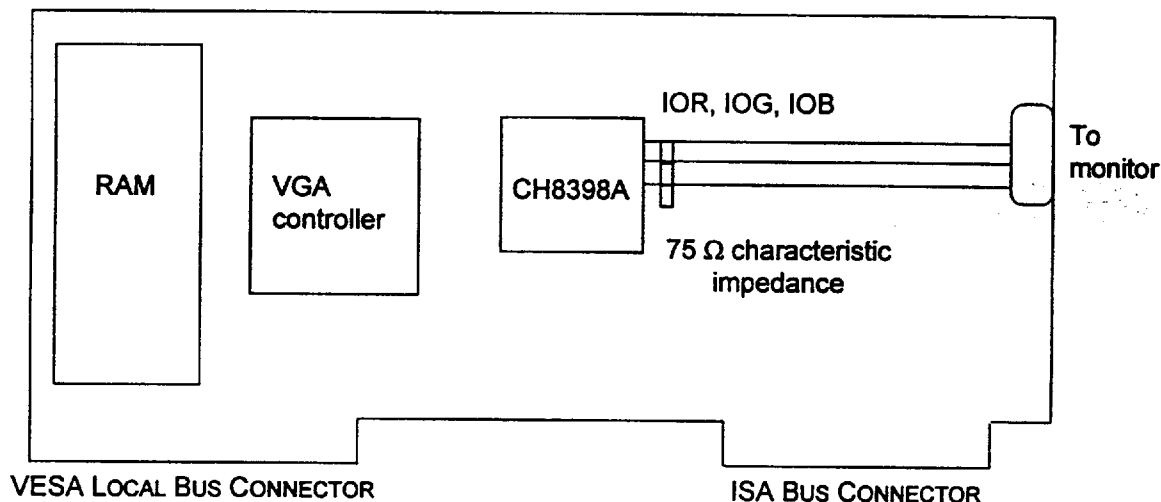 IOR, IOG, IOB
To
monitor
RAM
VGA
controller
CH8398A
75 Ω characteristic
impedance
VESA LOCAL BUS CONNECTOR
ISA BUS CONNECTOR